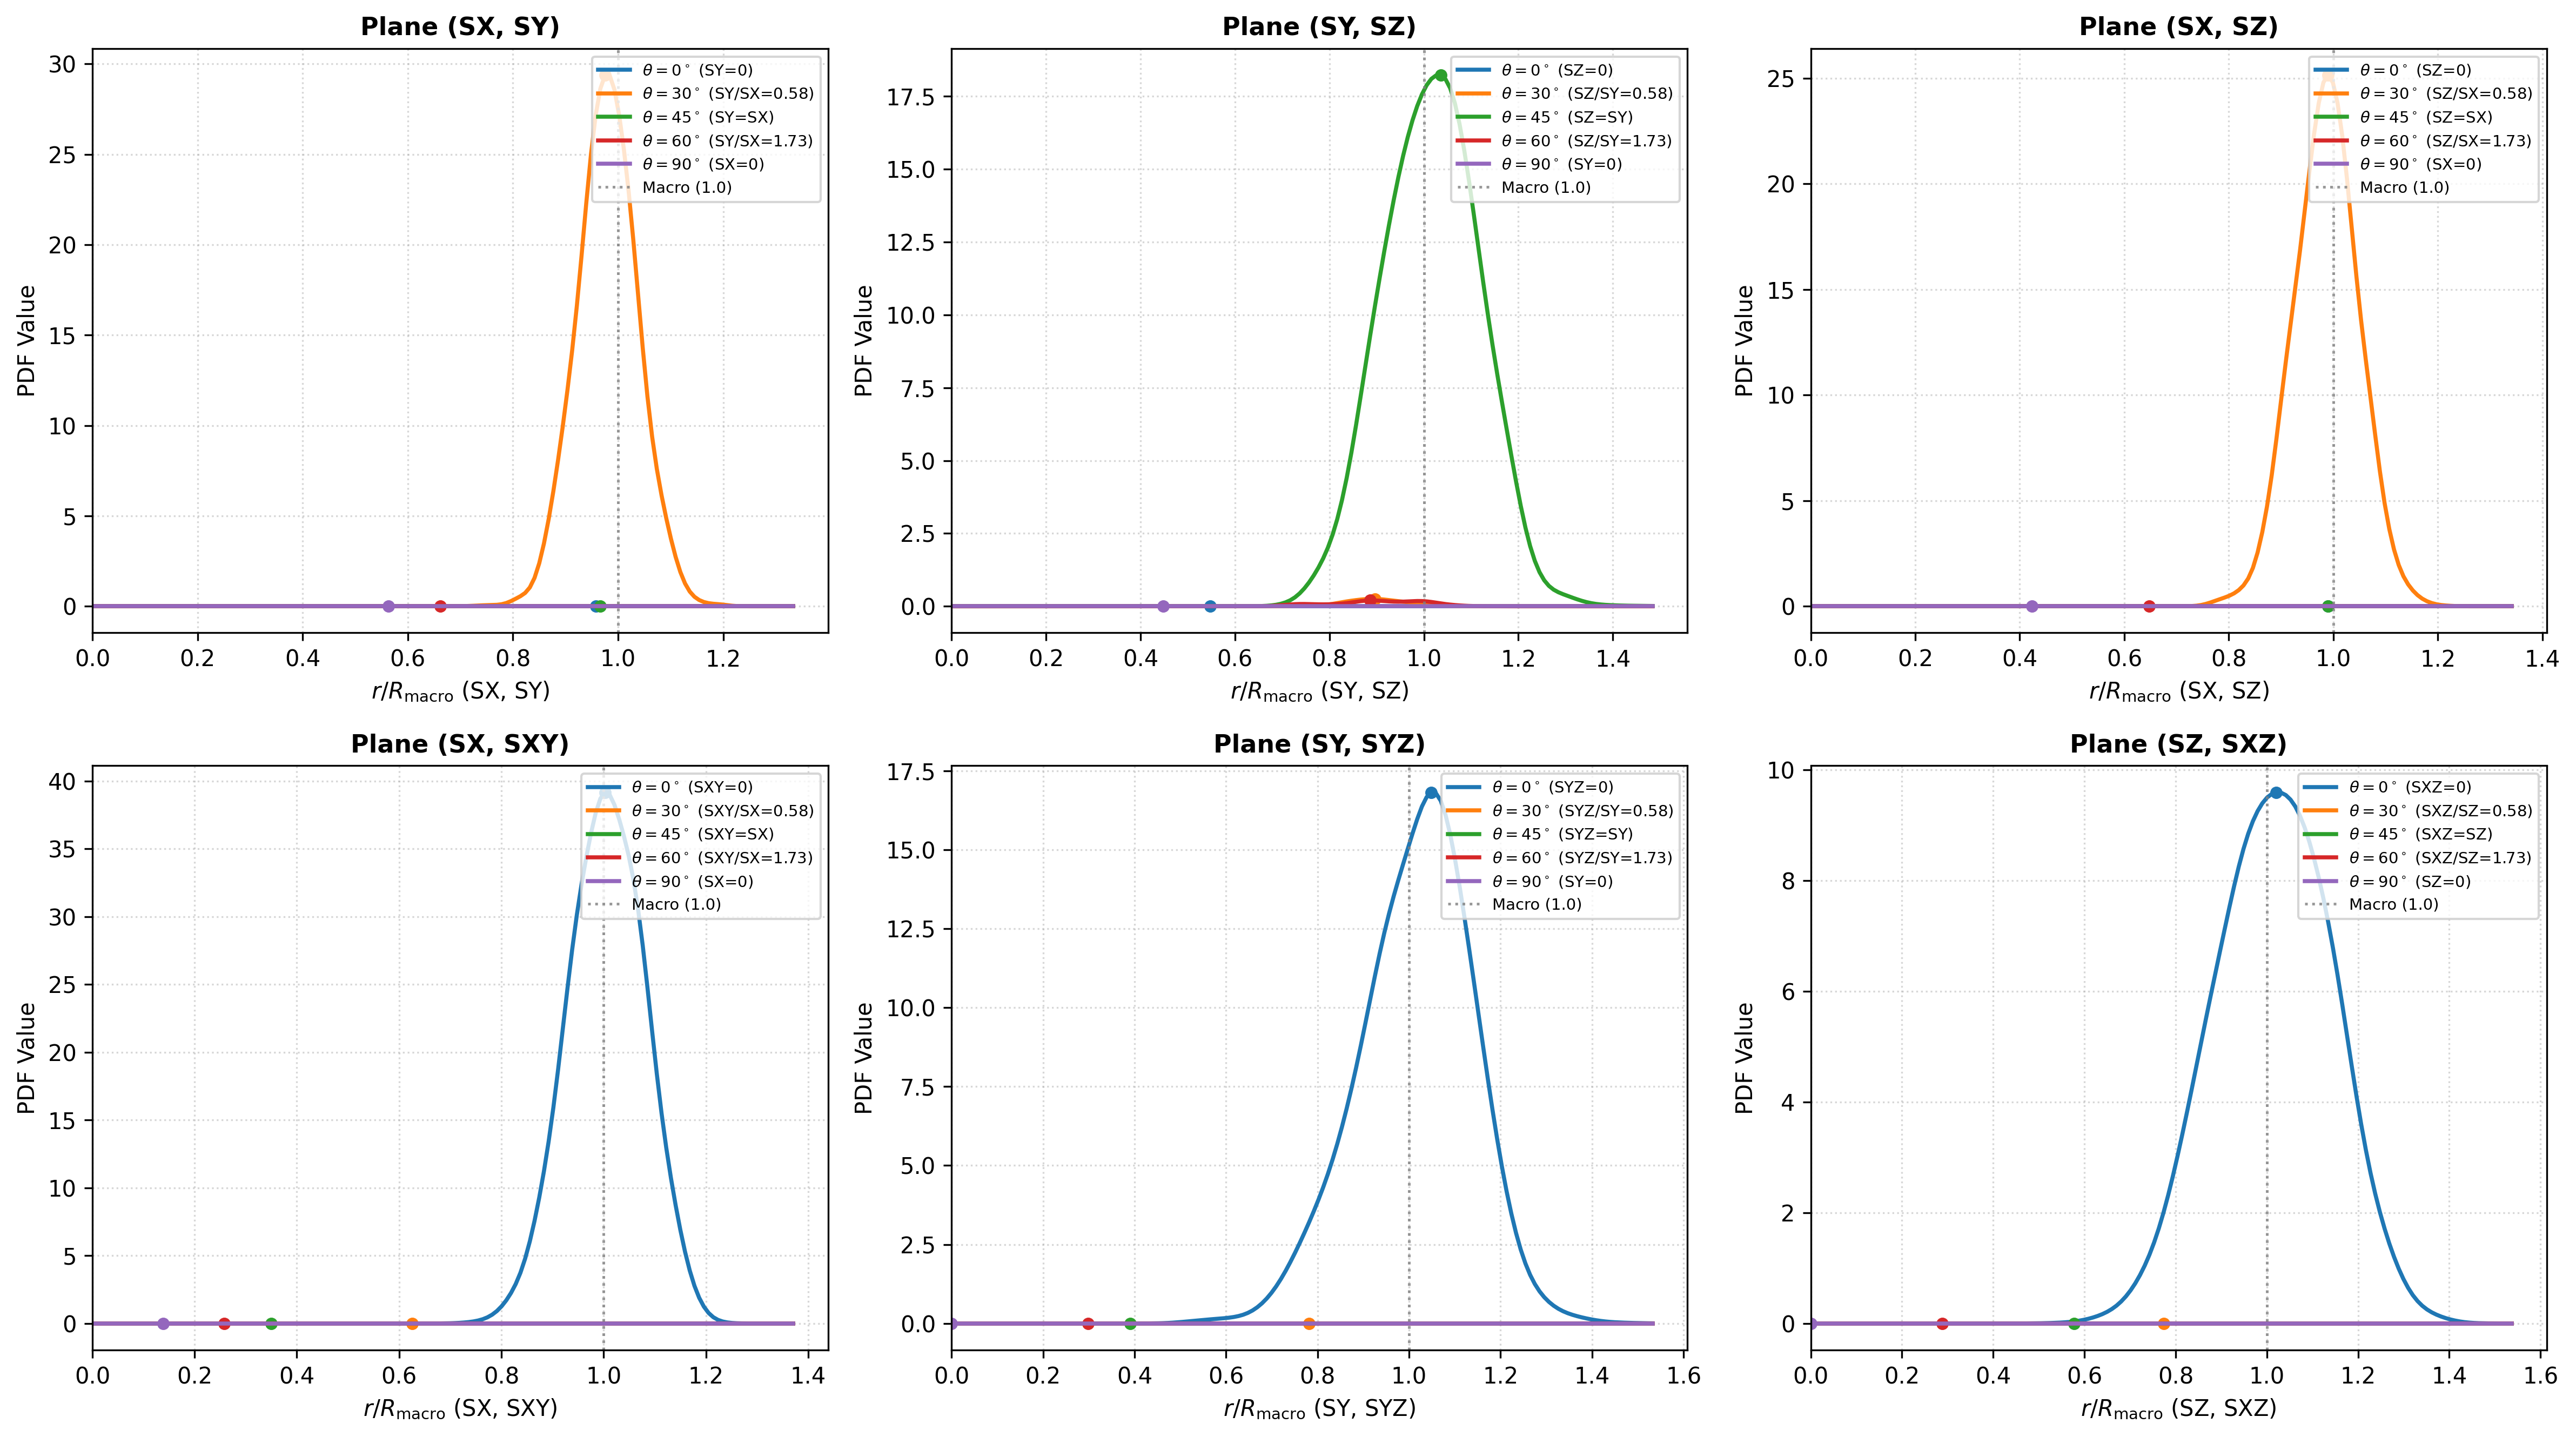 Plane (SX, SY)
30
25
20
15
10
5
0
PDF Value
0.0 0.2 0.4 0.6 0.8 1.0 1.2
r/R_macro (SX, SY)
θ = 0° (SY=0)
θ = 30° (SY/SX=0.58)
θ = 45° (SY=SX)
θ = 60° (SY/SX=1.73)
θ = 90° (SX=0)
Macro (1.0)
Plane (SY, SZ)
17.5
15.0
12.5
10.0
7.5
5.0
2.5
0.0
PDF Value
0.0 0.2 0.4 0.6 0.8 1.0 1.2 1.4
r/R_macro (SY, SZ)
θ = 0° (SZ=0)
θ = 30° (SZ/SY=0.58)
θ = 45° (SZ=SY)
θ = 60° (SZ/SY=1.73)
θ = 90° (SY=0)
Macro (1.0)
Plane (SX, SZ)
25
20
15
10
5
0
PDF Value
0.0 0.2 0.4 0.6 0.8 1.0 1.2 1.4
r/R_macro (SX, SZ)
θ = 0° (SZ=0)
θ = 30° (SZ/SX=0.58)
θ = 45° (SZ=SX)
θ = 60° (SZ/SX=1.73)
θ = 90° (SX=0)
Macro (1.0)
Plane (SX, SXY)
40
35
30
25
20
15
10
5
0
PDF Value
0.0 0.2 0.4 0.6 0.8 1.0 1.2 1.4
r/R_macro (SX, SXY)
θ = 0° (SXY=0)
θ = 30° (SXY/SX=0.58)
θ = 45° (SXY=SX)
θ = 60° (SXY/SX=1.73)
θ = 90° (SX=0)
Macro (1.0)
Plane (SY, SYZ)
17.5
15.0
12.5
10.0
7.5
5.0
2.5
0.0
PDF Value
0.0 0.2 0.4 0.6 0.8 1.0 1.2 1.4 1.6
r/R_macro (SY, SYZ)
θ = 0° (SYZ=0)
θ = 30° (SYZ/SY=0.58)
θ = 45° (SYZ=SY)
θ = 60° (SYZ/SY=1.73)
θ = 90° (SY=0)
Macro (1.0)
Plane (SZ, SXZ)
10
8
6
4
2
0
PDF Value
0.0 0.2 0.4 0.6 0.8 1.0 1.2 1.4 1.6
r/R_macro (SZ, SXZ)
θ = 0° (SXZ=0)
θ = 30° (SXZ/SZ=0.58)
θ = 45° (SXZ=SZ)
θ = 60° (SXZ/SZ=1.73)
θ = 90° (SZ=0)
Macro (1.0)